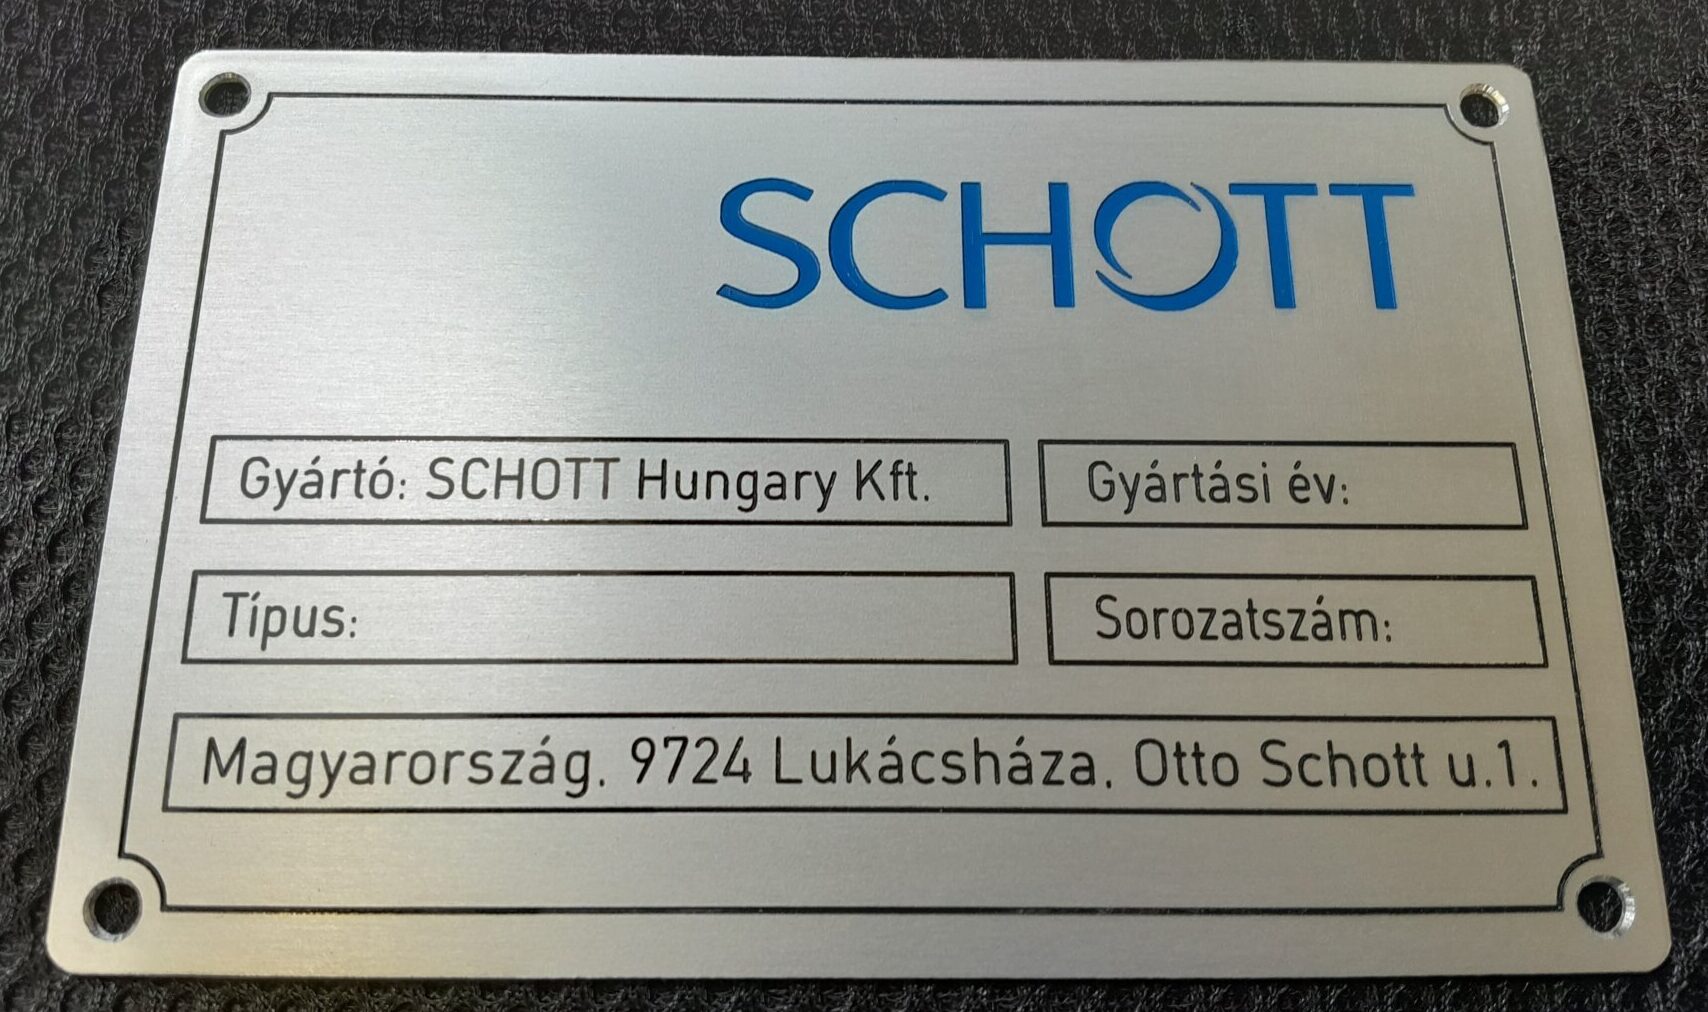 SCHOTT
Gyártó: SCHOTT Hungary Kft.
Gyártási év:
Típus:
Sorozatszám:
Magyarország. 9724 Lukácsháza. Otto Schott u.1.